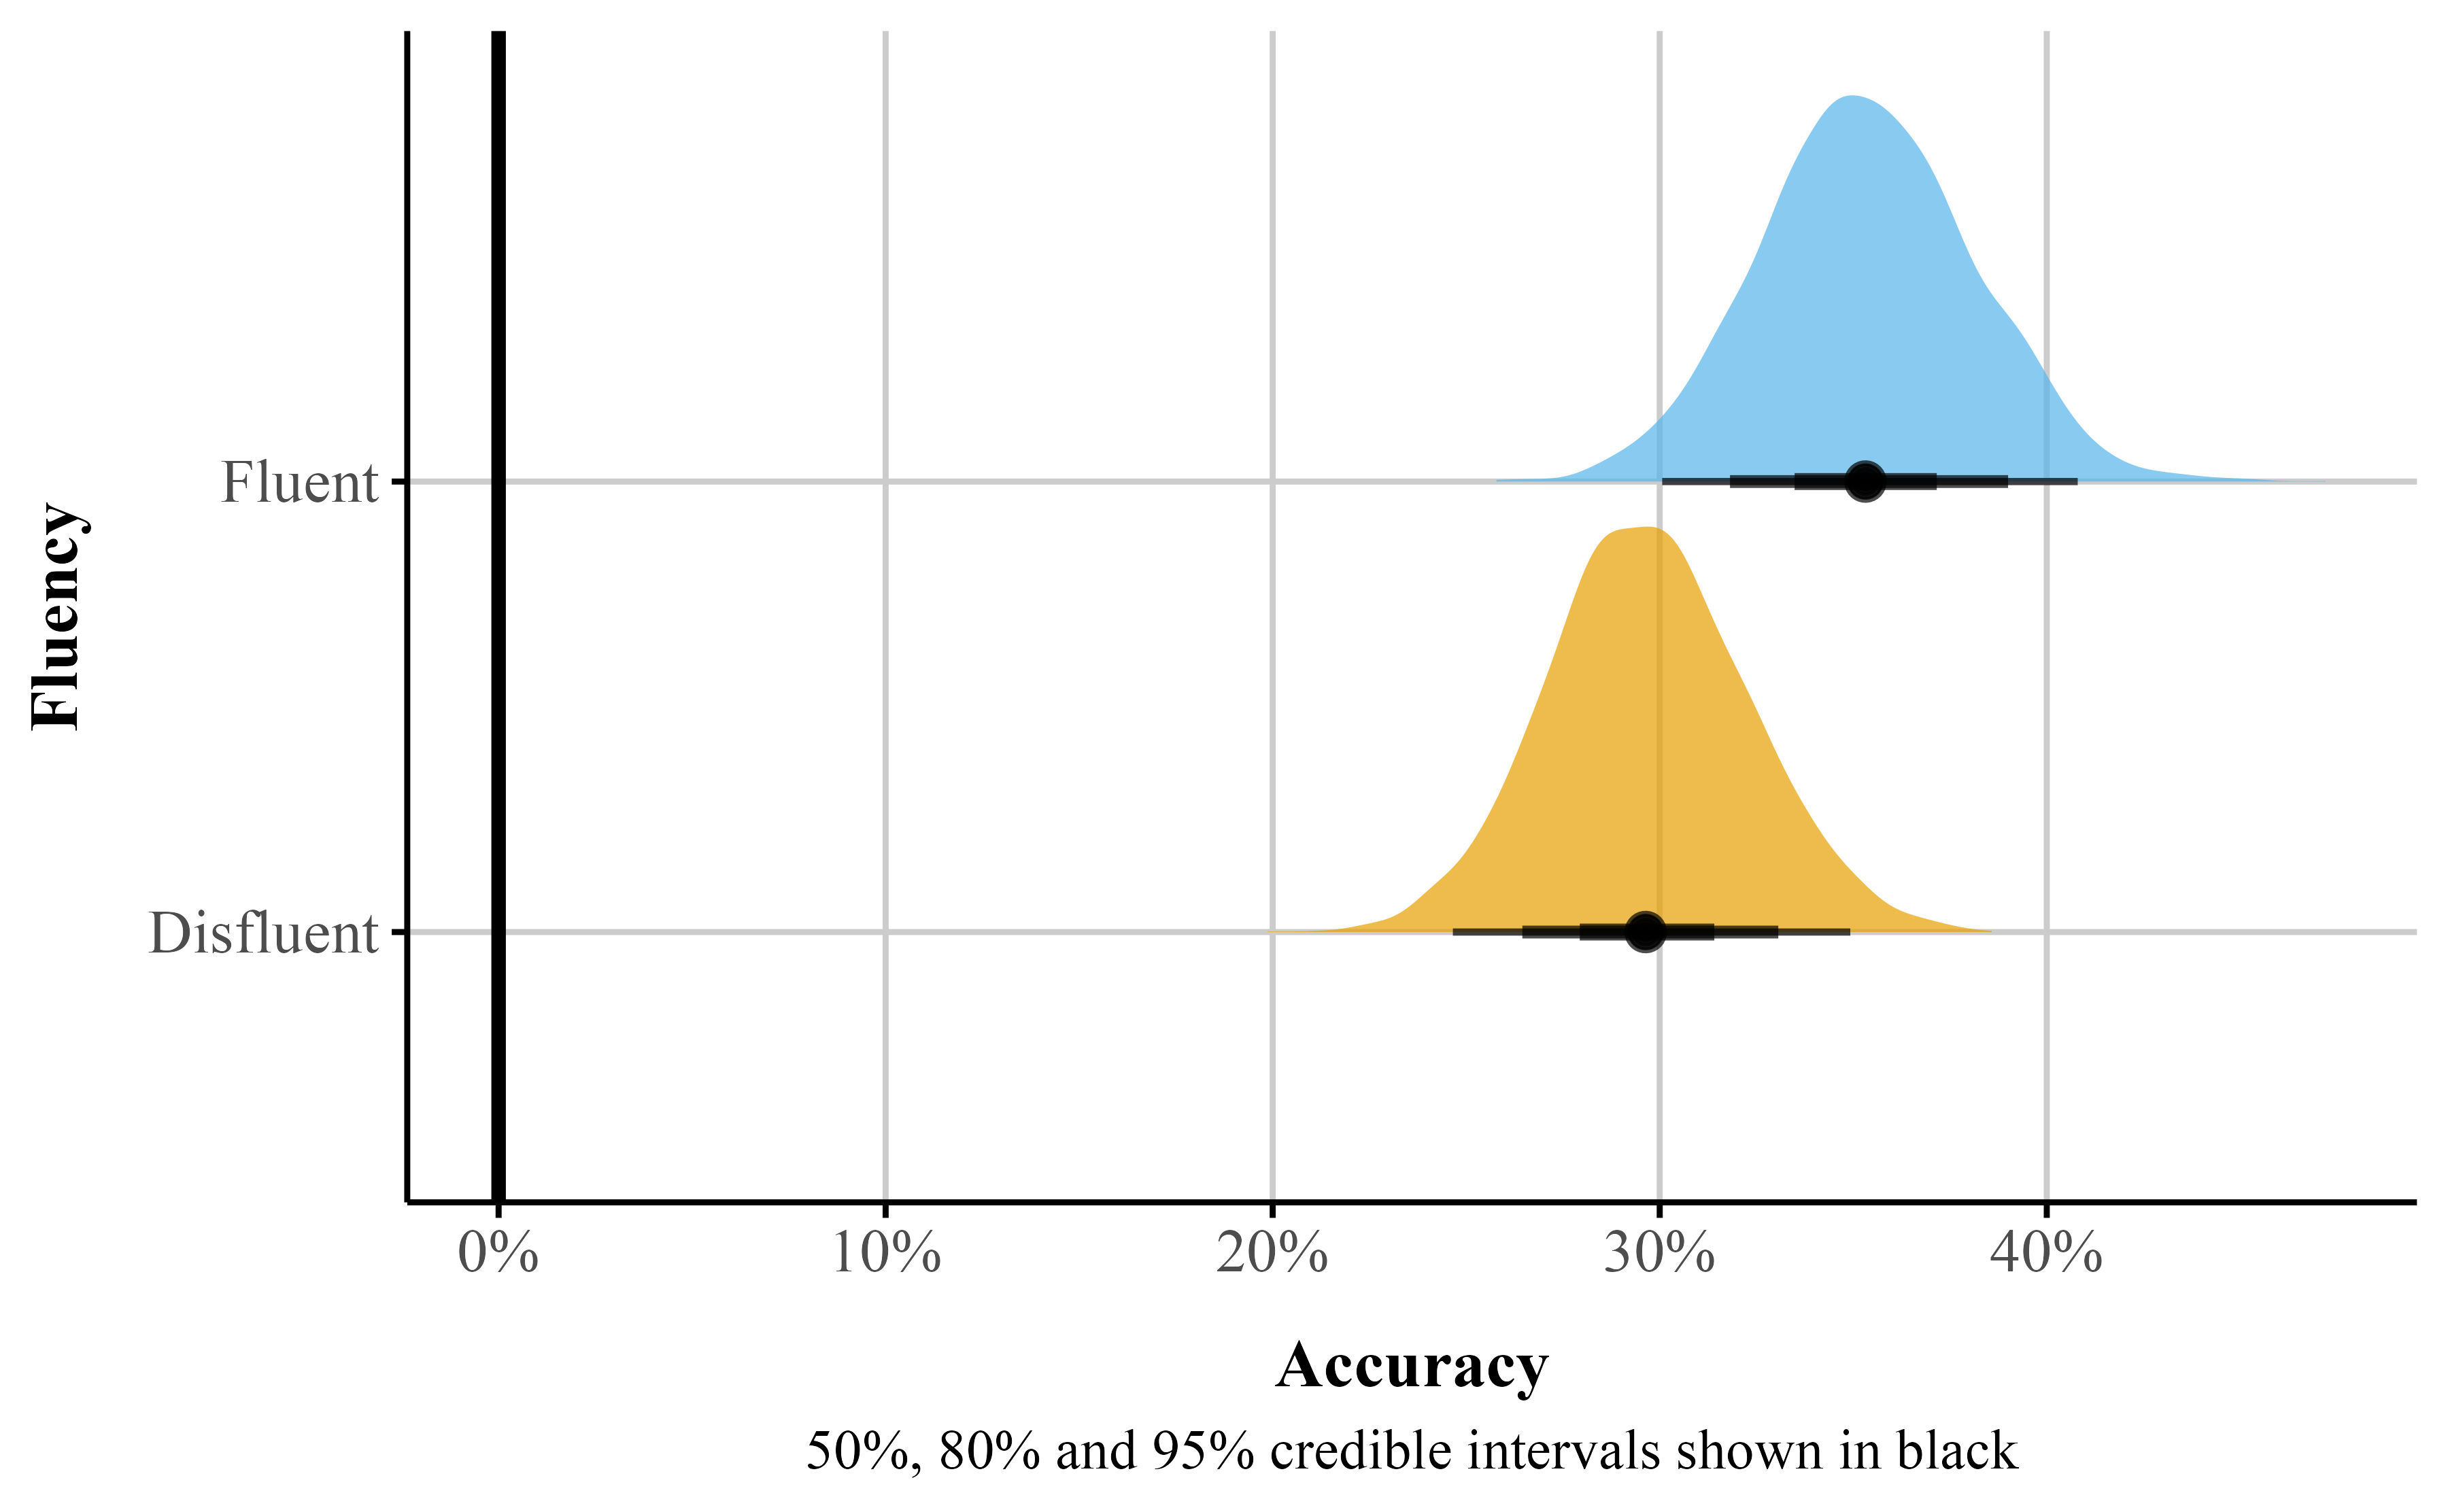 Fluency
Fluent
Disfluent
0% 10% 20% 30% 40%
Accuracy
50%, 80% and 95% credible intervals shown in black